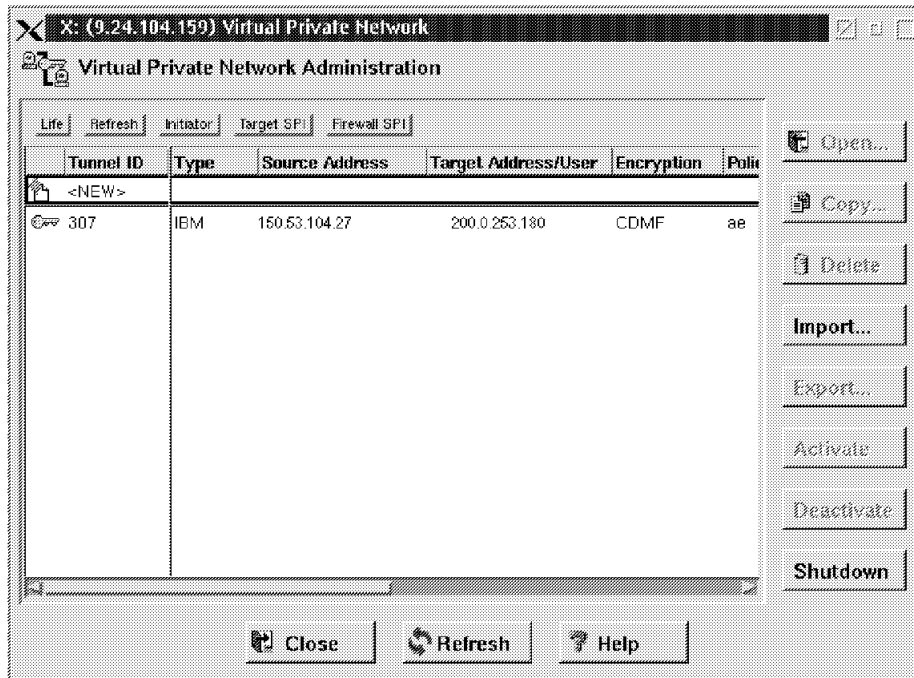 X: (9.24.104.159) Virtual Private Network
Virtual Private Network Administration
Life Refresh Initiator Target SPI Firewall SPI
Tunnel ID Type Source Address Target Address/User Encryption Polic
<NEW>
307 IBM 150.53.104.27 200.0.253.180 CDMF ae
Open...
Copy...
Delete
Import...
Export...
Activate
Deactivate
Shutdown
Close Refresh Help